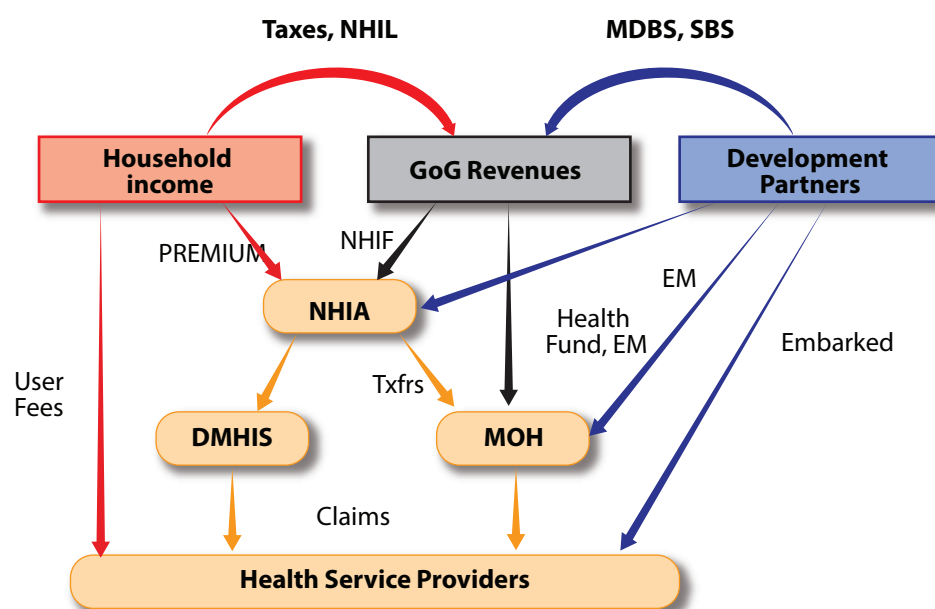 Taxes, NHIL
MDBS, SBS
Household
income
GoG Revenues
Development
Partners
PREMIUM
NHIF
EM
NHIA
Health
Fund, EM
Embarked
User
Fees
Txfrs
DMHIS
MOH
Claims
Health Service Providers